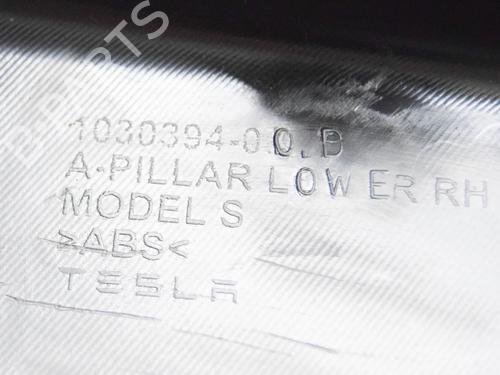 1030394-00.D
A-PILLAR LOWER RH
MODEL S
>ABS<
TESLA